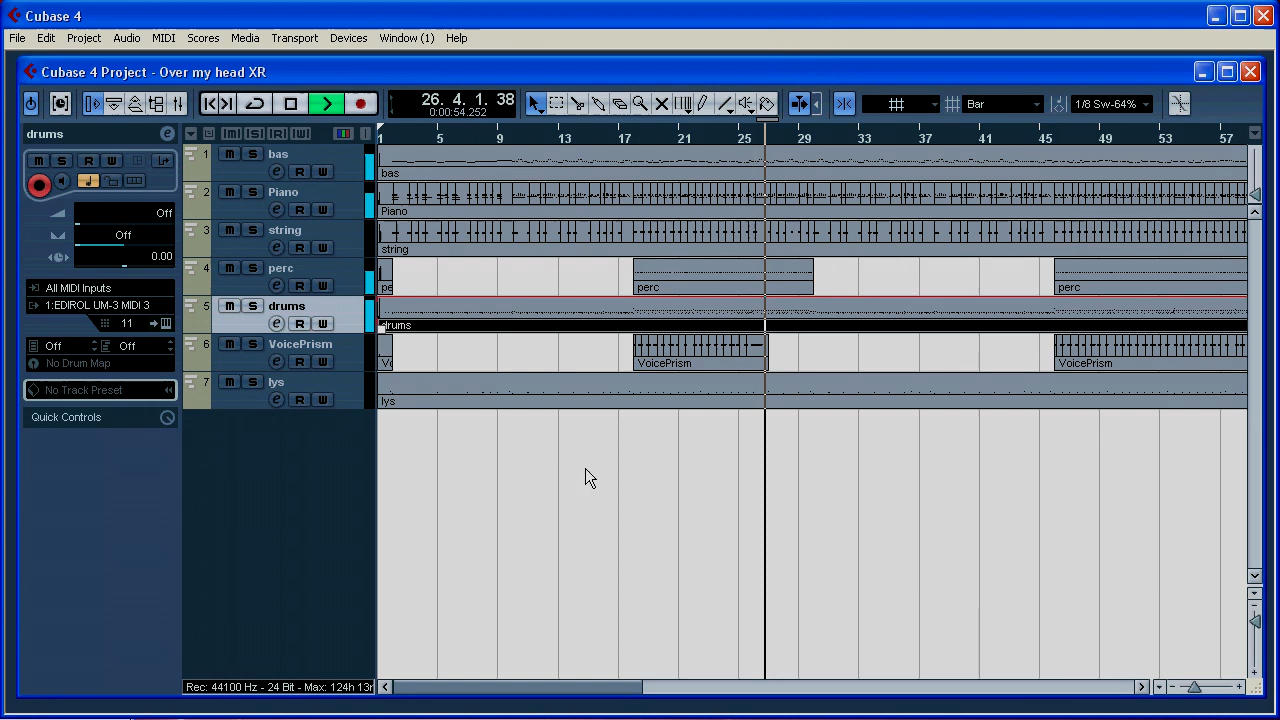 Cubase 4
File Edit Project Audio MIDI Scores Media Transport Devices Window (1) Help
Cubase 4 Project - Over my head XR
26. 4. 1. 38
0:00:54.252
Bar
1/8 Sw-64%
drums
1 5 9 13 17 21 25 29 33 37 41 45 49 53 57
M S R W
Off
Off
0.00
All MIDI Inputs
1:EDIROL UM-3 MIDI 3
11
Off Off
No Drum Map
No Track Preset
Quick Controls
1 M S bas
e R W
bas
2 M S Piano
e R W
Piano
3 M S string
e R W
string
4 M S perc
e R W
pe perc perc
5 M S drums
e R W
drums
6 M S VoicePrism
e R W
Vo VoicePrism VoicePrism
7 M S lys
e R W
lys
Rec: 44100 Hz - 24 Bit - Max: 124h 13